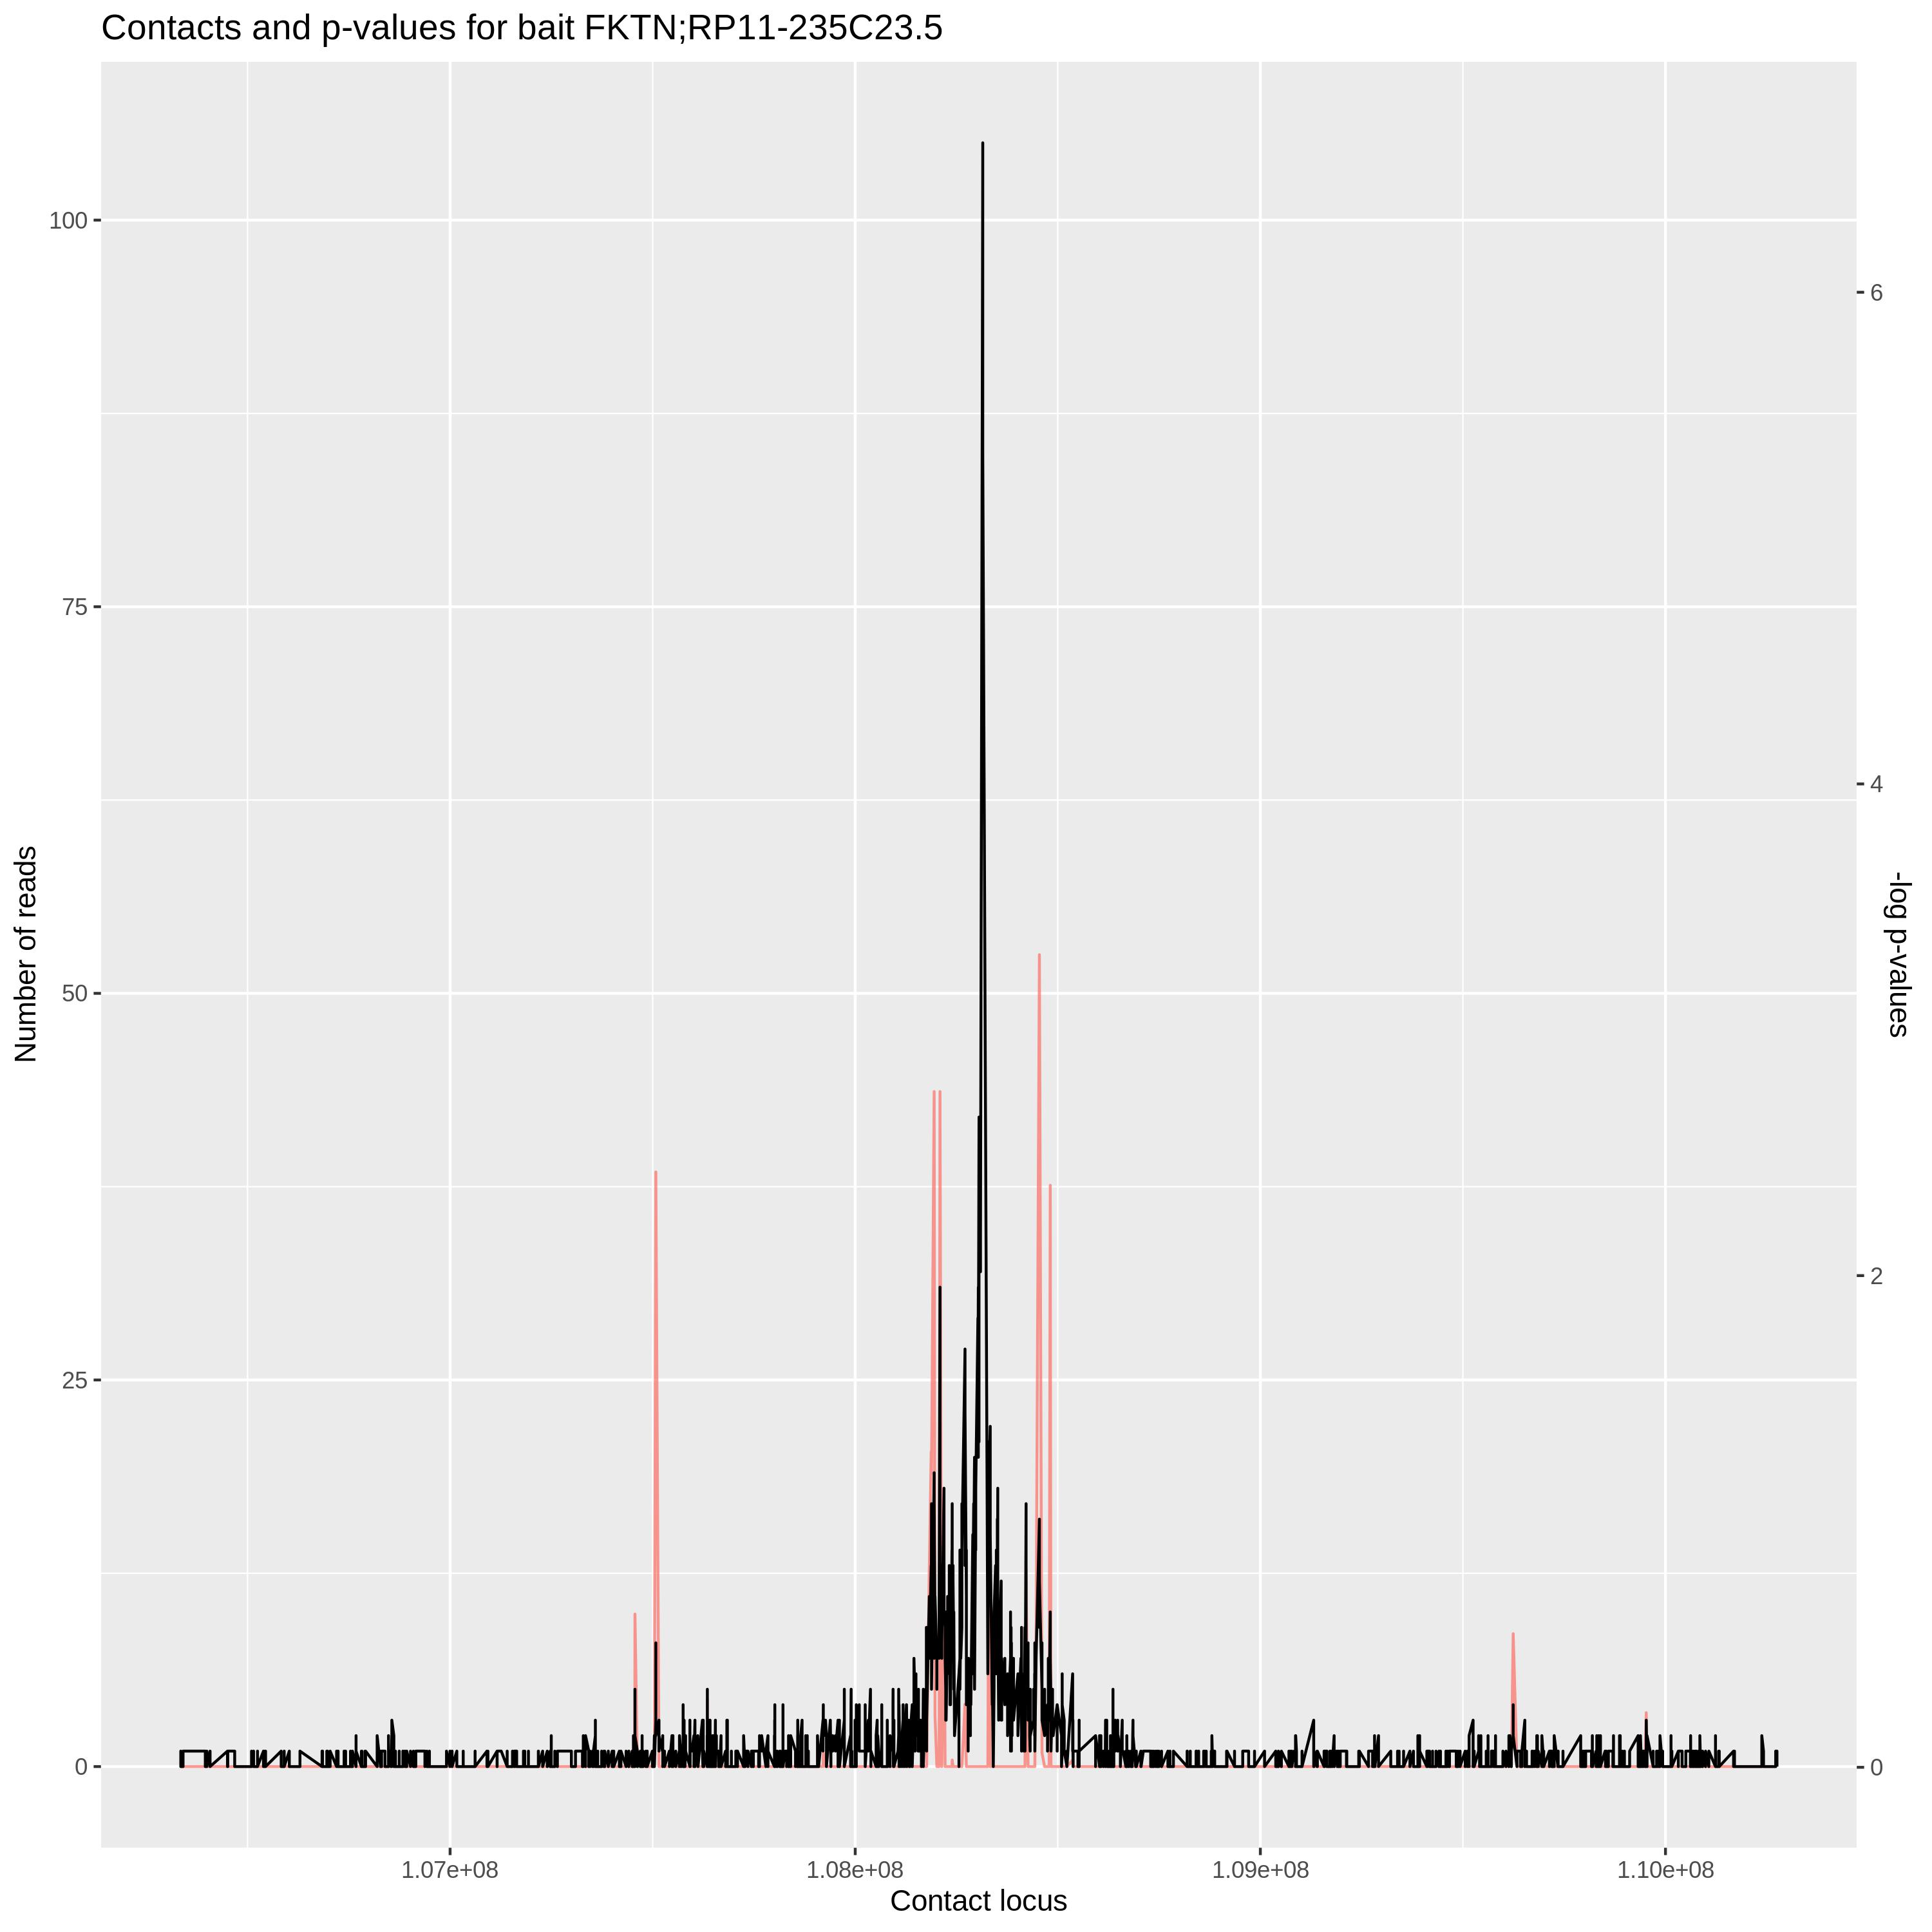 Contacts and p-values for bait FKTN;RP11-235C23.5
100
75
50
25
0
Number of reads
6
4
2
0
-log p-values
1.07e+08
1.08e+08
1.09e+08
1.10e+08
Contact locus